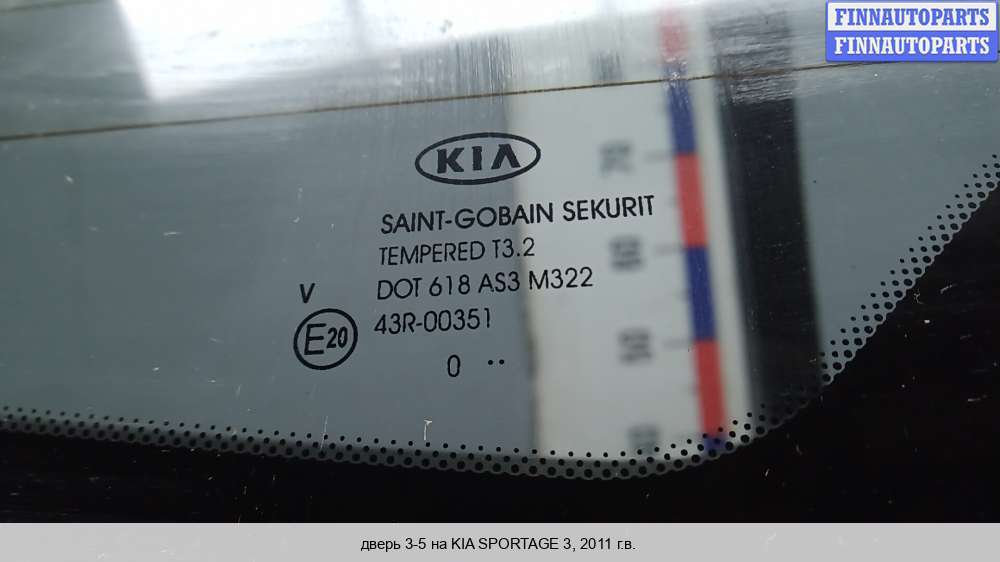 FINNAUTOPARTS
FINNAUTOPARTS
KIA
SAINT-GOBAIN SEKURIT
TEMPERED T3.2
DOT 618 AS3 M322
V
E20
43R-00351
0 ..
дверь 3-5 на KIA SPORTAGE 3, 2011 г.в.